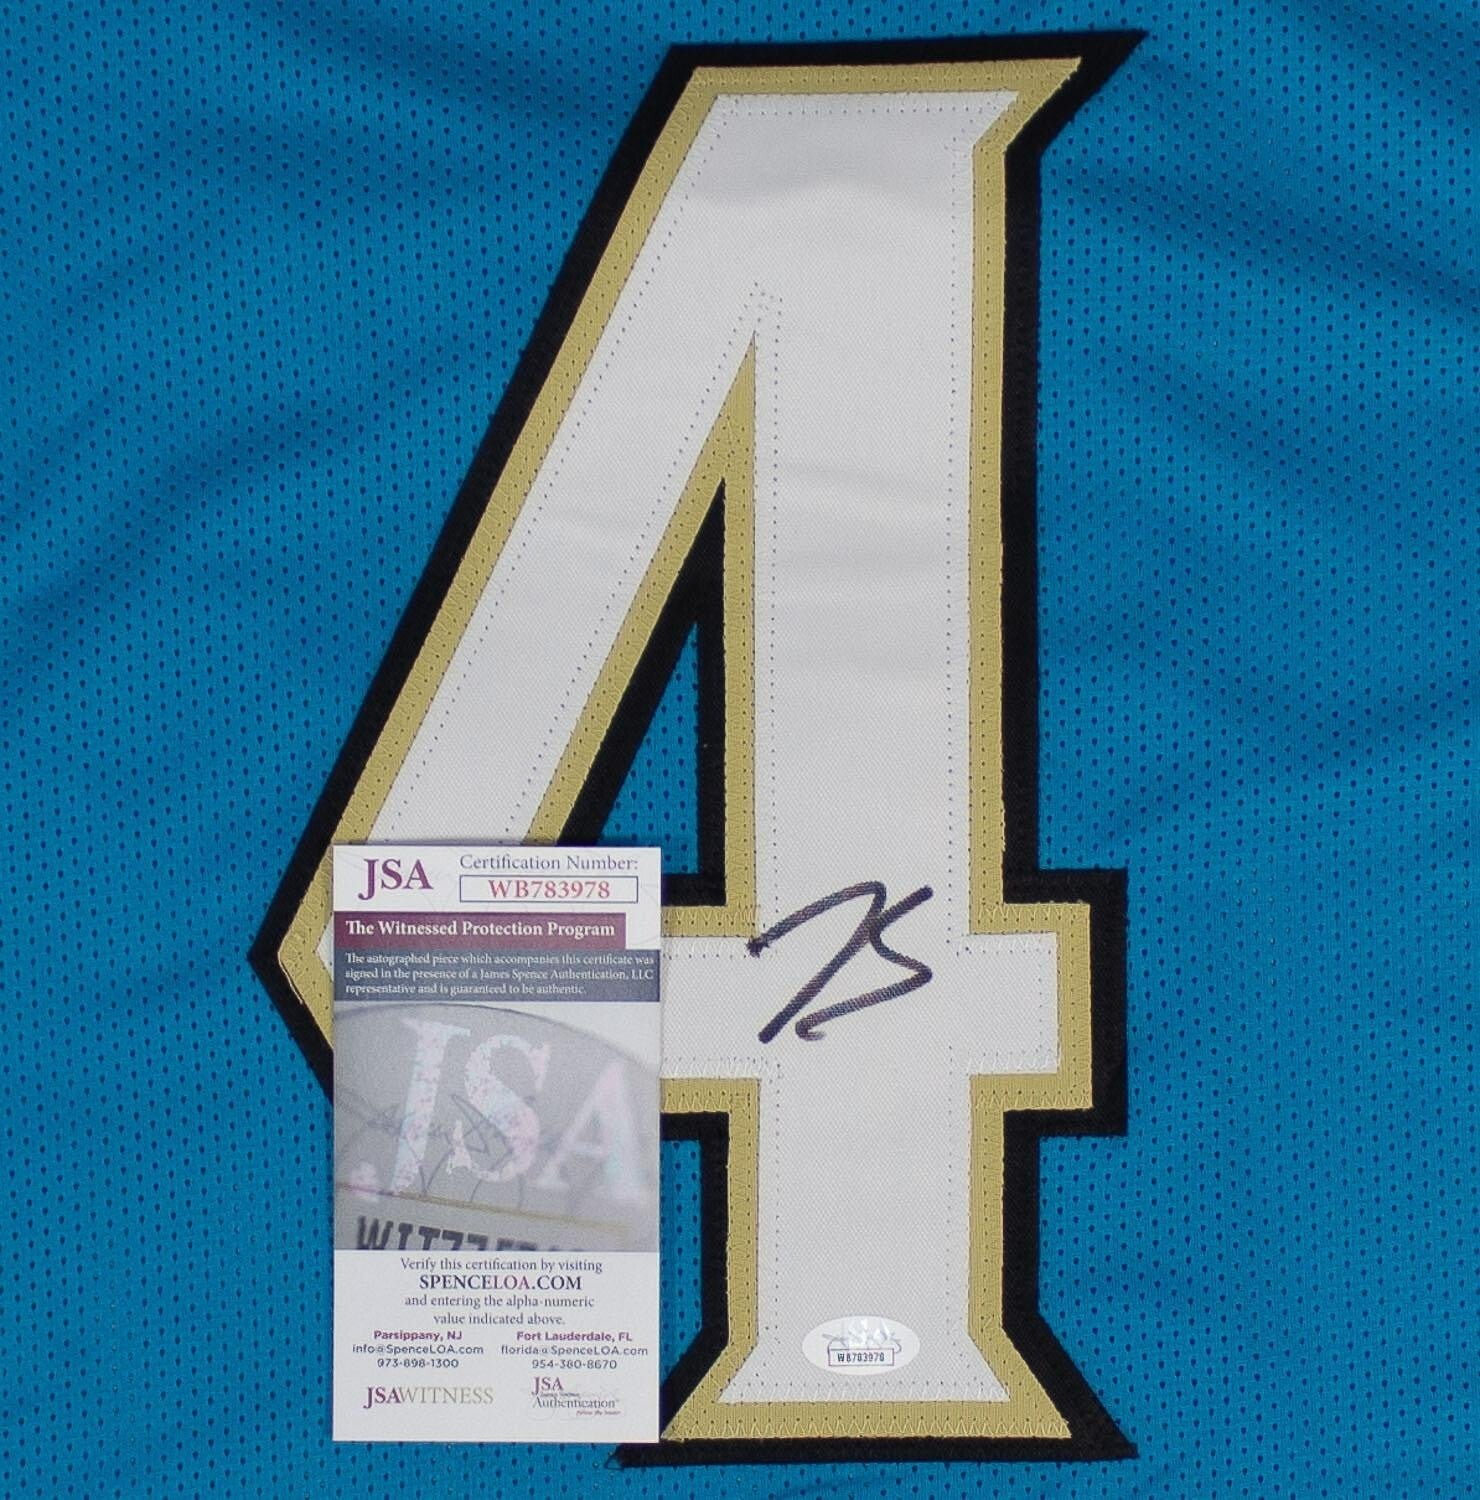 4
JSA
Certification Number:
WB783978
The Witnessed Protection Program
The autographed piece which accompanies this certificate was
signed in the presence of a James Spence Authentication, LLC
representative and is guaranteed to be authentic.
JSA
Verify this certification by visiting
SPENCELOA.COM
and entering the alpha-numeric
value indicated above.
Parsippany, NJ
info@SpenceLOA.com
973-898-1300
Fort Lauderdale, FL
florida@SpenceLOA.com
954-380-8670
JSAWITNESS
JSA
Authentication
WB783978